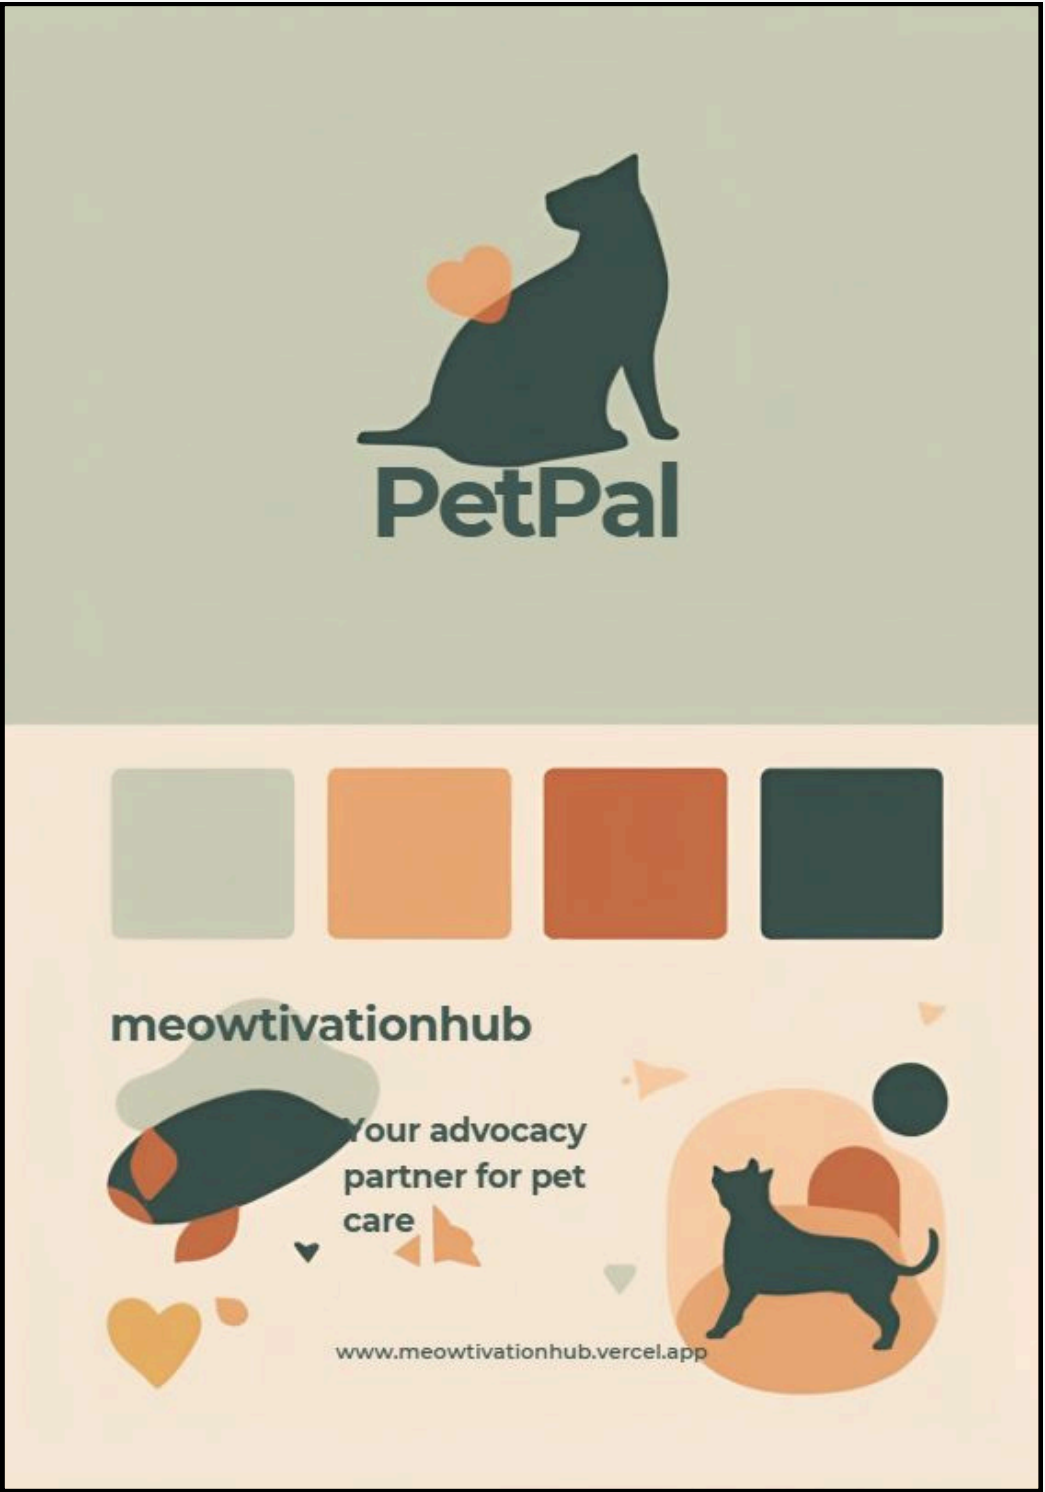 PetPal
meowtivationhub
Your advocacy
partner for pet
care
www.meowtivationhub.vercel.app